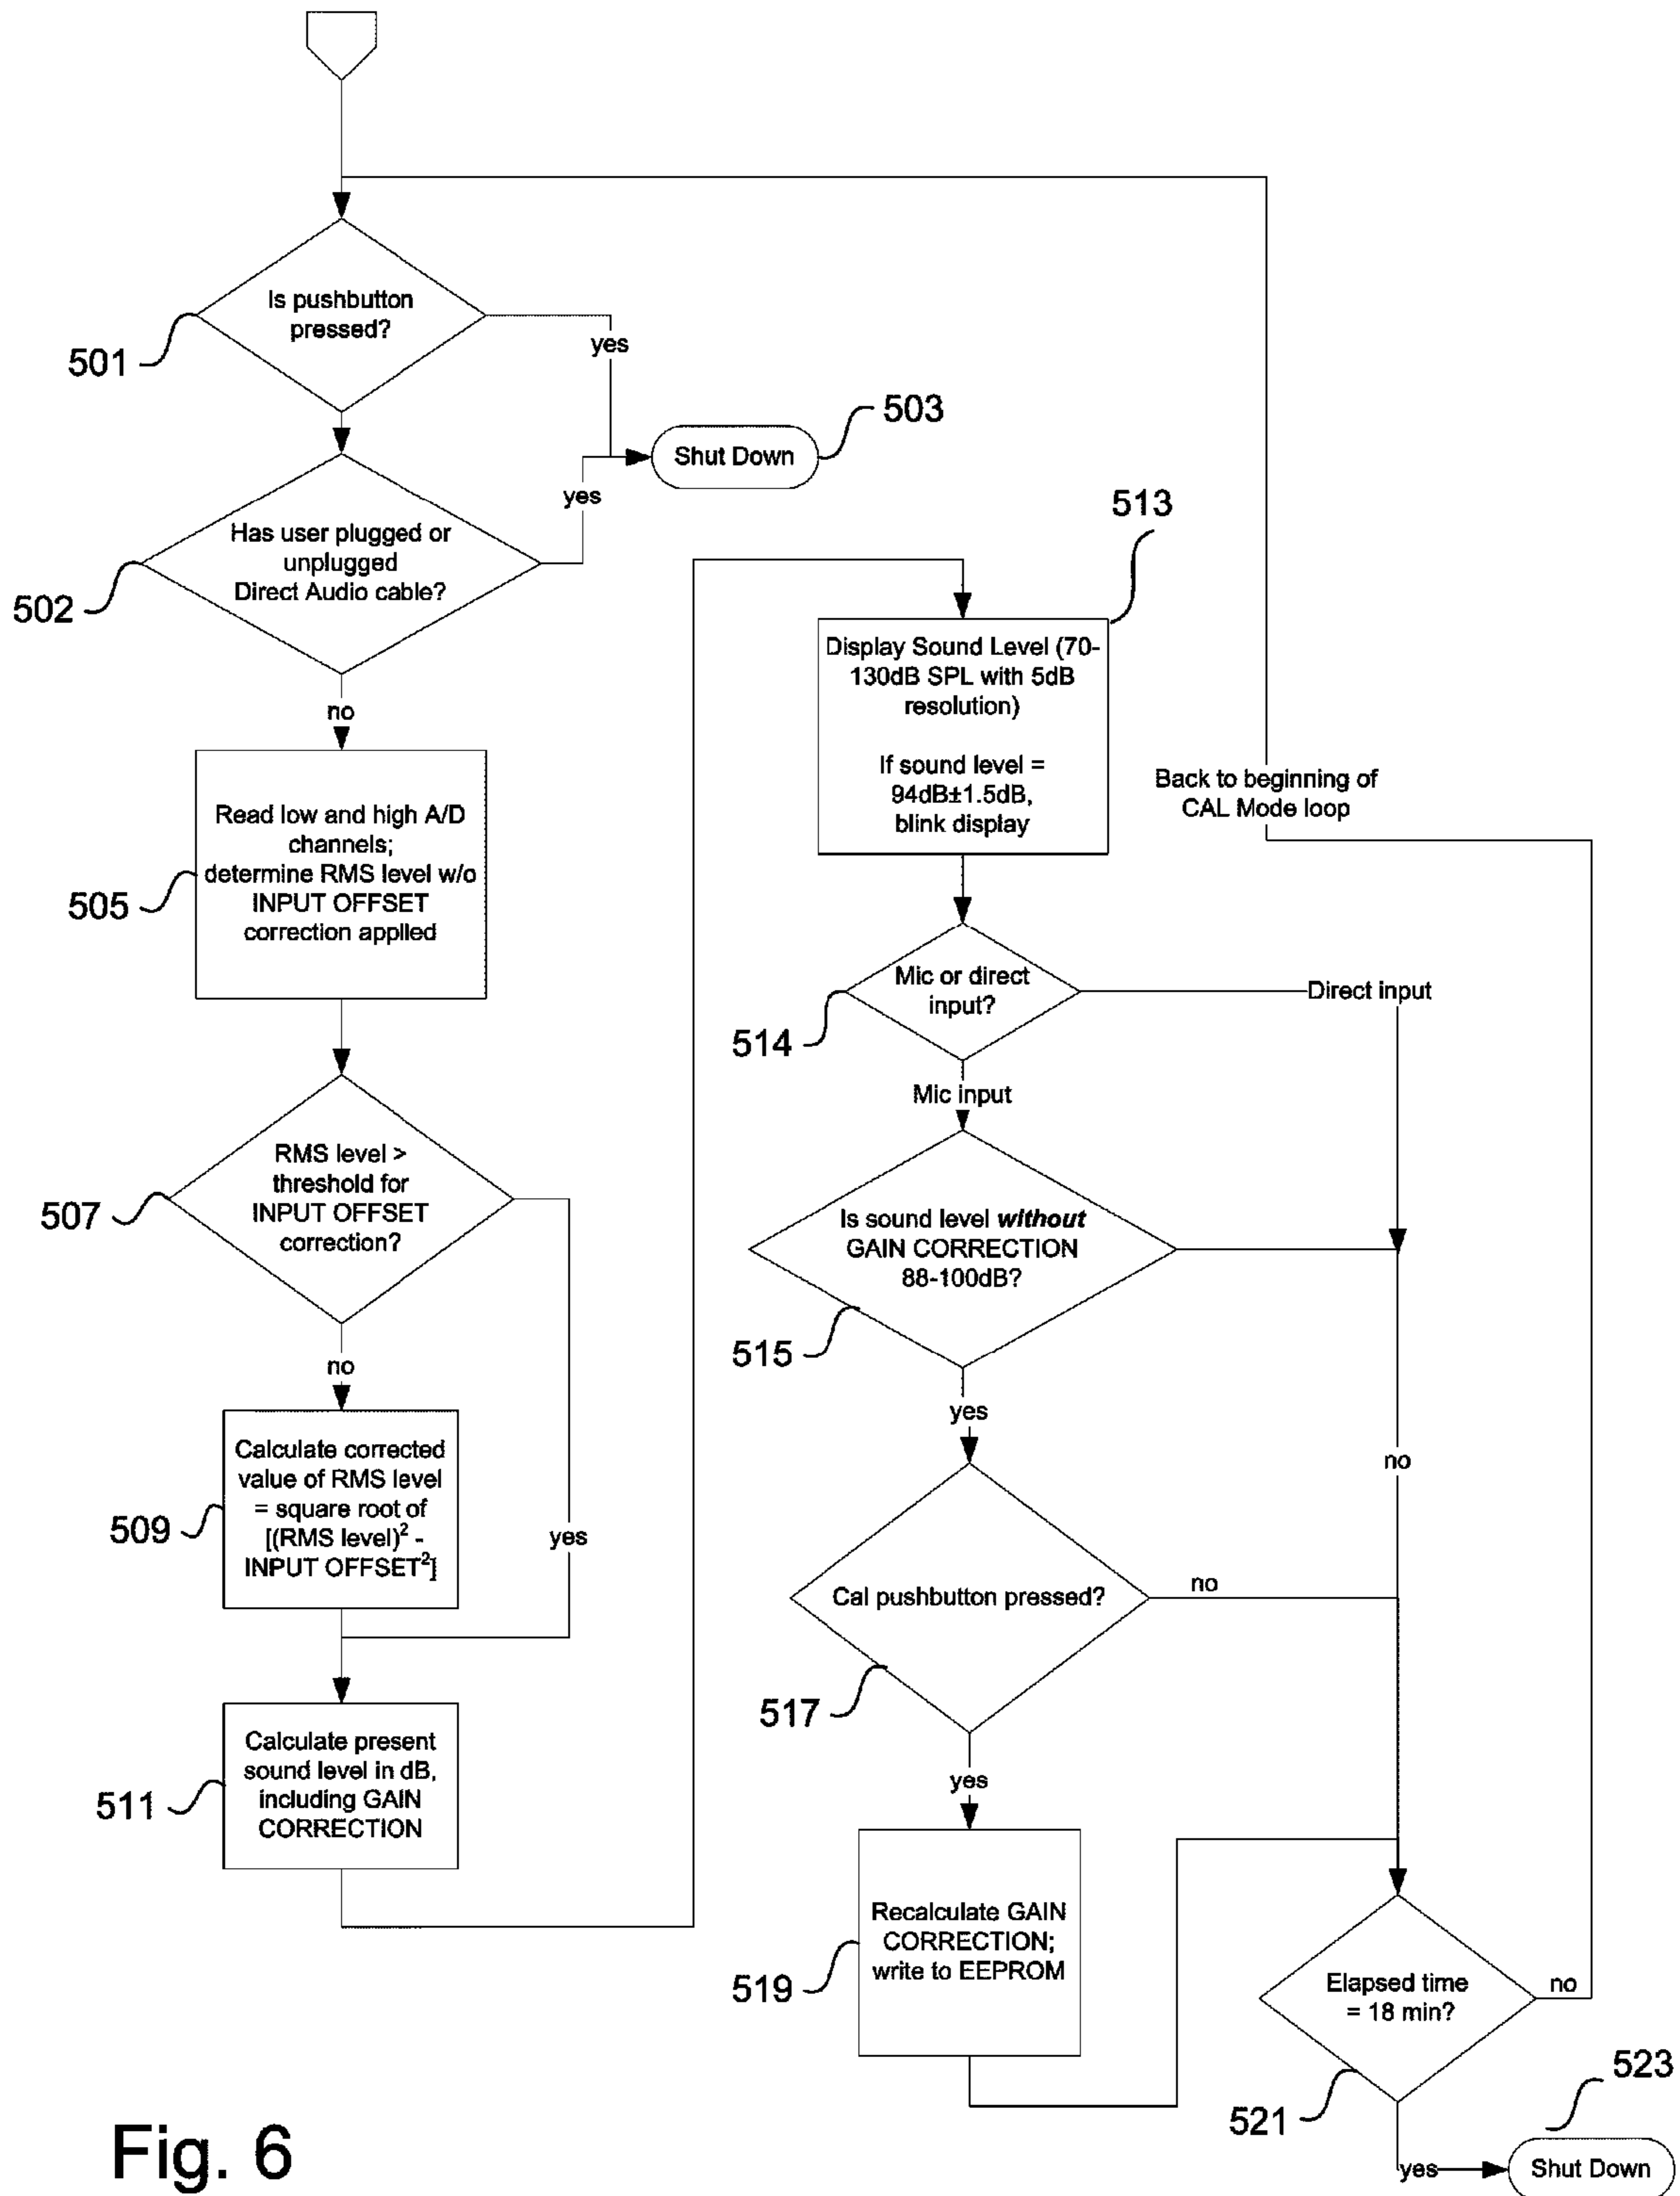 Is pushbutton
pressed?
501
yes
503
Shut Down
yes
Has user plugged or
unplugged
Direct Audio cable?
502
no
Read low and high A/D
channels;
determine RMS level w/o
INPUT OFFSET
correction applied
505
RMS level >
threshold for
INPUT OFFSET
correction?
507
no
Calculate corrected
value of RMS level
= square root of
[(RMS level)² -
INPUT OFFSET²]
509
yes
Calculate present
sound level in dB,
including GAIN
CORRECTION
511
513
Display Sound Level (70-
130dB SPL with 5dB
resolution)
If sound level =
94dB±1.5dB,
blink display
Back to beginning of
CAL Mode loop
Mic or direct
input?
514
Direct input
Mic input
Is sound level without
GAIN CORRECTION
88-100dB?
515
yes
no
Cal pushbutton pressed?
no
517
yes
Recalculate GAIN
CORRECTION;
write to EEPROM
519
Elapsed time
= 18 min?
no
521
523
yes
Shut Down
Fig. 6